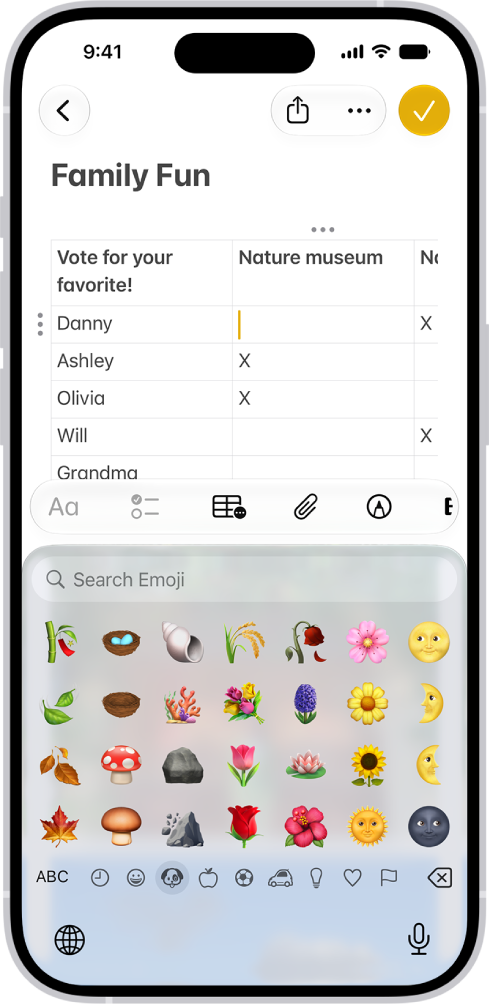 9:41
Family Fun
Vote for your
favorite!
Nature museum
Danny
X
Ashley
X
Olivia
X
Will
X
Grandma
Aa
Search Emoji
ABC